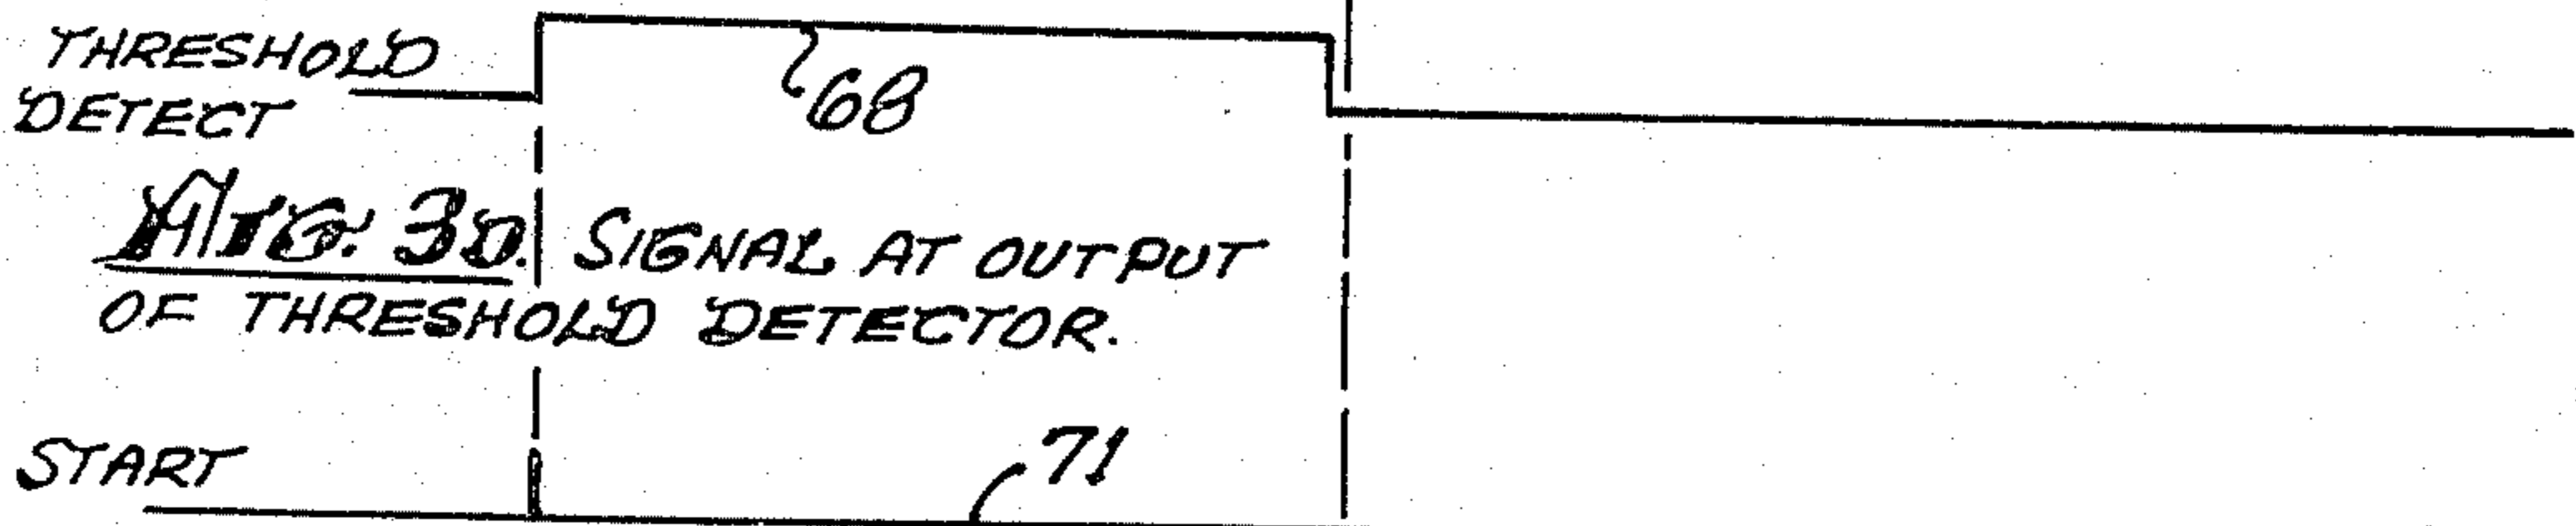 THRESHOLD
DETECT
68
FIG. 3D. SIGNAL AT OUTPUT
OF THRESHOLD DETECTOR.
START
71